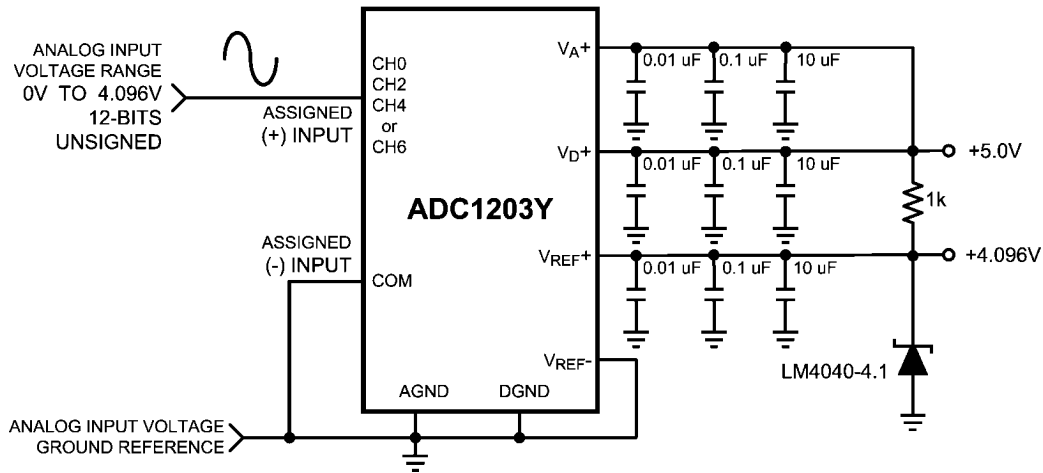 ANALOG INPUT
VOLTAGE RANGE
0V TO 4.096V
12-BITS
UNSIGNED
ASSIGNED
(+) INPUT
CH0
CH2
CH4
or
CH6
ADC1203Y
ASSIGNED
(-) INPUT
COM
AGND
DGND
ANALOG INPUT VOLTAGE
GROUND REFERENCE
VA+
0.01 uF
0.1 uF
10 uF
VD+
0.01 uF
0.1 uF
10 uF
+5.0V
1k
VREF+
0.01 uF
0.1 uF
10 uF
+4.096V
VREF-
LM4040-4.1